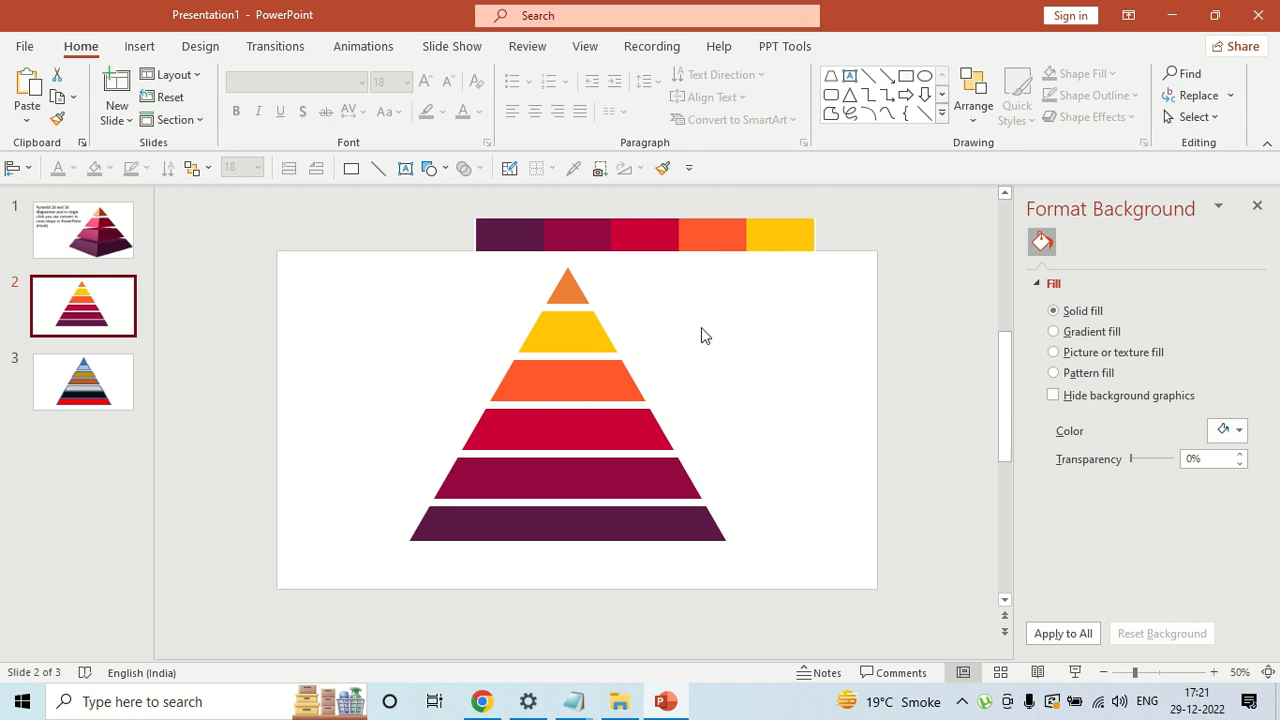 Presentation1 - PowerPoint
Search
Sign in
File
Home
Insert
Design
Transitions
Animations
Slide Show
Review
View
Recording
Help
PPT Tools
Share
Paste
Clipboard
New
Slide
Layout
Reset
Section
Slides
18
Font
Text Direction
Align Text
Convert to SmartArt
Paragraph
Arrange
Quick
Styles
Shape Fill
Shape Outline
Shape Effects
Drawing
Find
Replace
Select
Editing
18
1
2
3
Format Background
Fill
Solid fill
Gradient fill
Picture or texture fill
Pattern fill
Hide background graphics
Color
Transparency
0%
Apply to All
Reset Background
Slide 2 of 3
English (India)
Notes
Comments
50%
Type here to search
19°C Smoke
ENG
17:21
29-12-2022